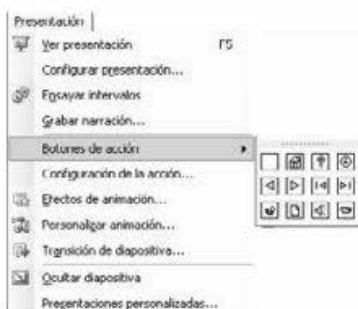 Presentación
Ver presentación F5
Configurar presentación...
Ensayar intervalos
Grabar narración...
Botones de acción
Configuración de la acción...
Efectos de animación...
Personalizar animación...
Transición de diapositiva...
Ocultar diapositiva
Presentaciones personalizadas...